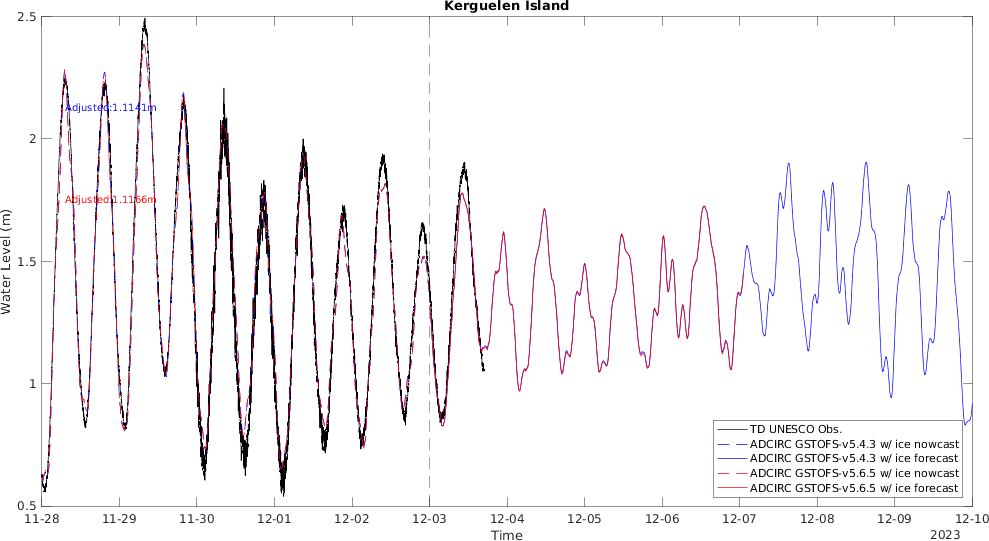 Kerguelen Island
2.5
2
1.5
1
0.5
Water Level (m)
Adjusted:1.1141m
Adjusted:1.1166m
TD UNESCO Obs.
ADCIRC GSTOFS-v5.4.3 w/ ice nowcast
ADCIRC GSTOFS-v5.4.3 w/ ice forecast
ADCIRC GSTOFS-v5.6.5 w/ ice nowcast
ADCIRC GSTOFS-v5.6.5 w/ ice forecast
11-28 11-29 11-30 12-01 12-02 12-03 12-04 12-05 12-06 12-07 12-08 12-09 12-10
Time
2023